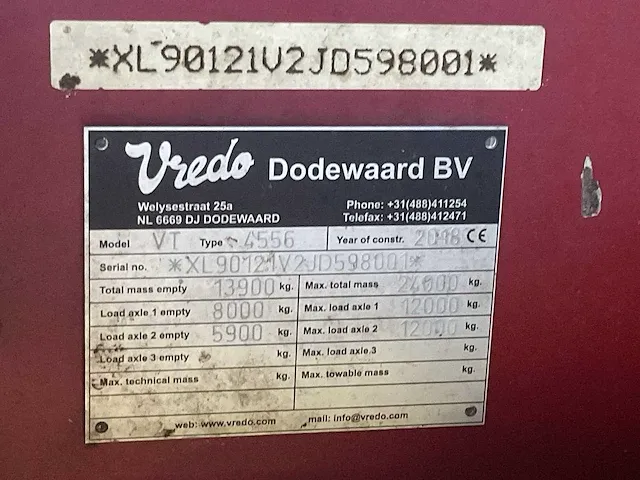 *XL90121V2JD598001*
Vredo Dodewaard BV
Welysestraat 25a Phone: +31(488)411254
NL 6669 DJ DODEWAARD Telefax: +31(488)412471
Model VT Type 4556 Year of constr. 2018 CE
Serial no. *XL90121V2JD598001*
Total mass empty 13900 kg. Max. total mass 24000 kg.
Load axle 1 empty 8000 kg. Max. load axle 1 12000 kg.
Load axle 2 empty 5900 kg. Max. load axle 2 12000 kg.
Load axle 3 empty kg. Max. load axle 3 kg.
Max. technical mass kg. Max. towable mass kg.
web: www.vredo.com mail: info@vredo.com